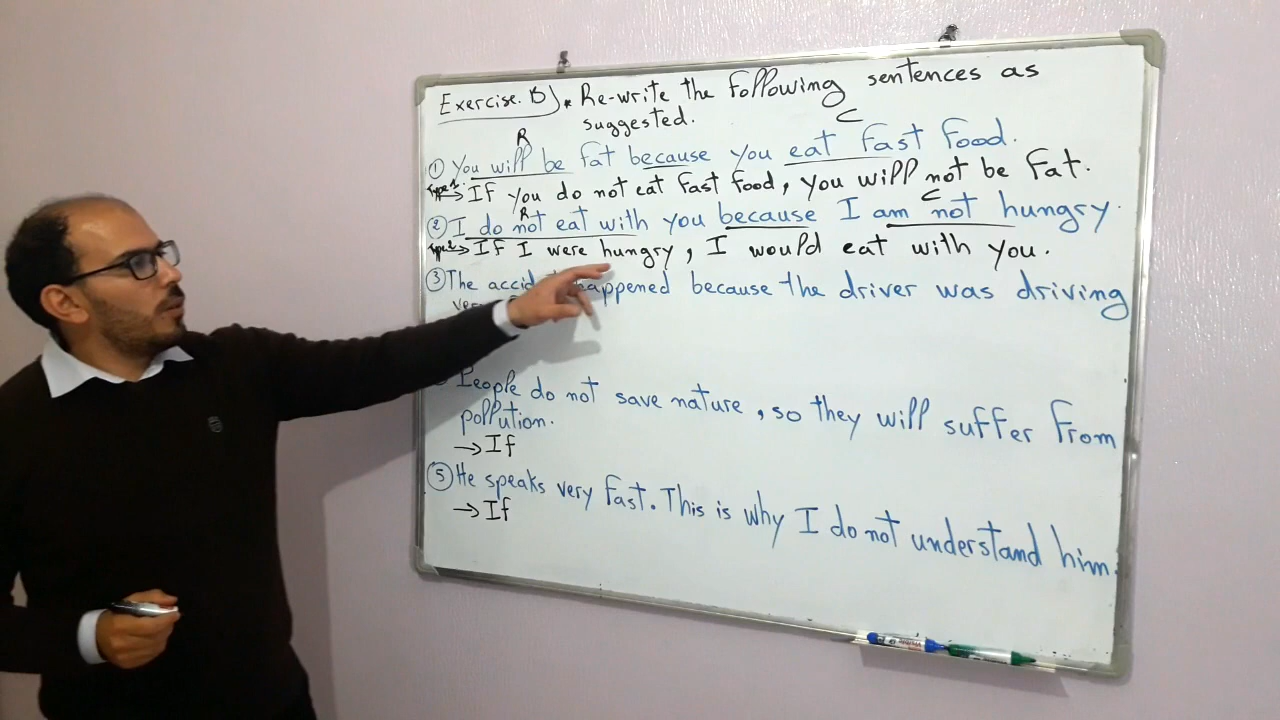 Exercise. B) * Re-write the following sentences as
suggested.
R C
① You will be fat because you eat fast food.
Type 1: → If you do not eat fast food, you will not be fat.
R C
② I do not eat with you because I am not hungry.
Type 2 → If I were hungry, I would eat with you.
③ The happened because the driver was driving
People do not save nature, so they will suffer from
pollution.
→ If
⑤ He speaks very fast. This is why I do not understand him.
→ If